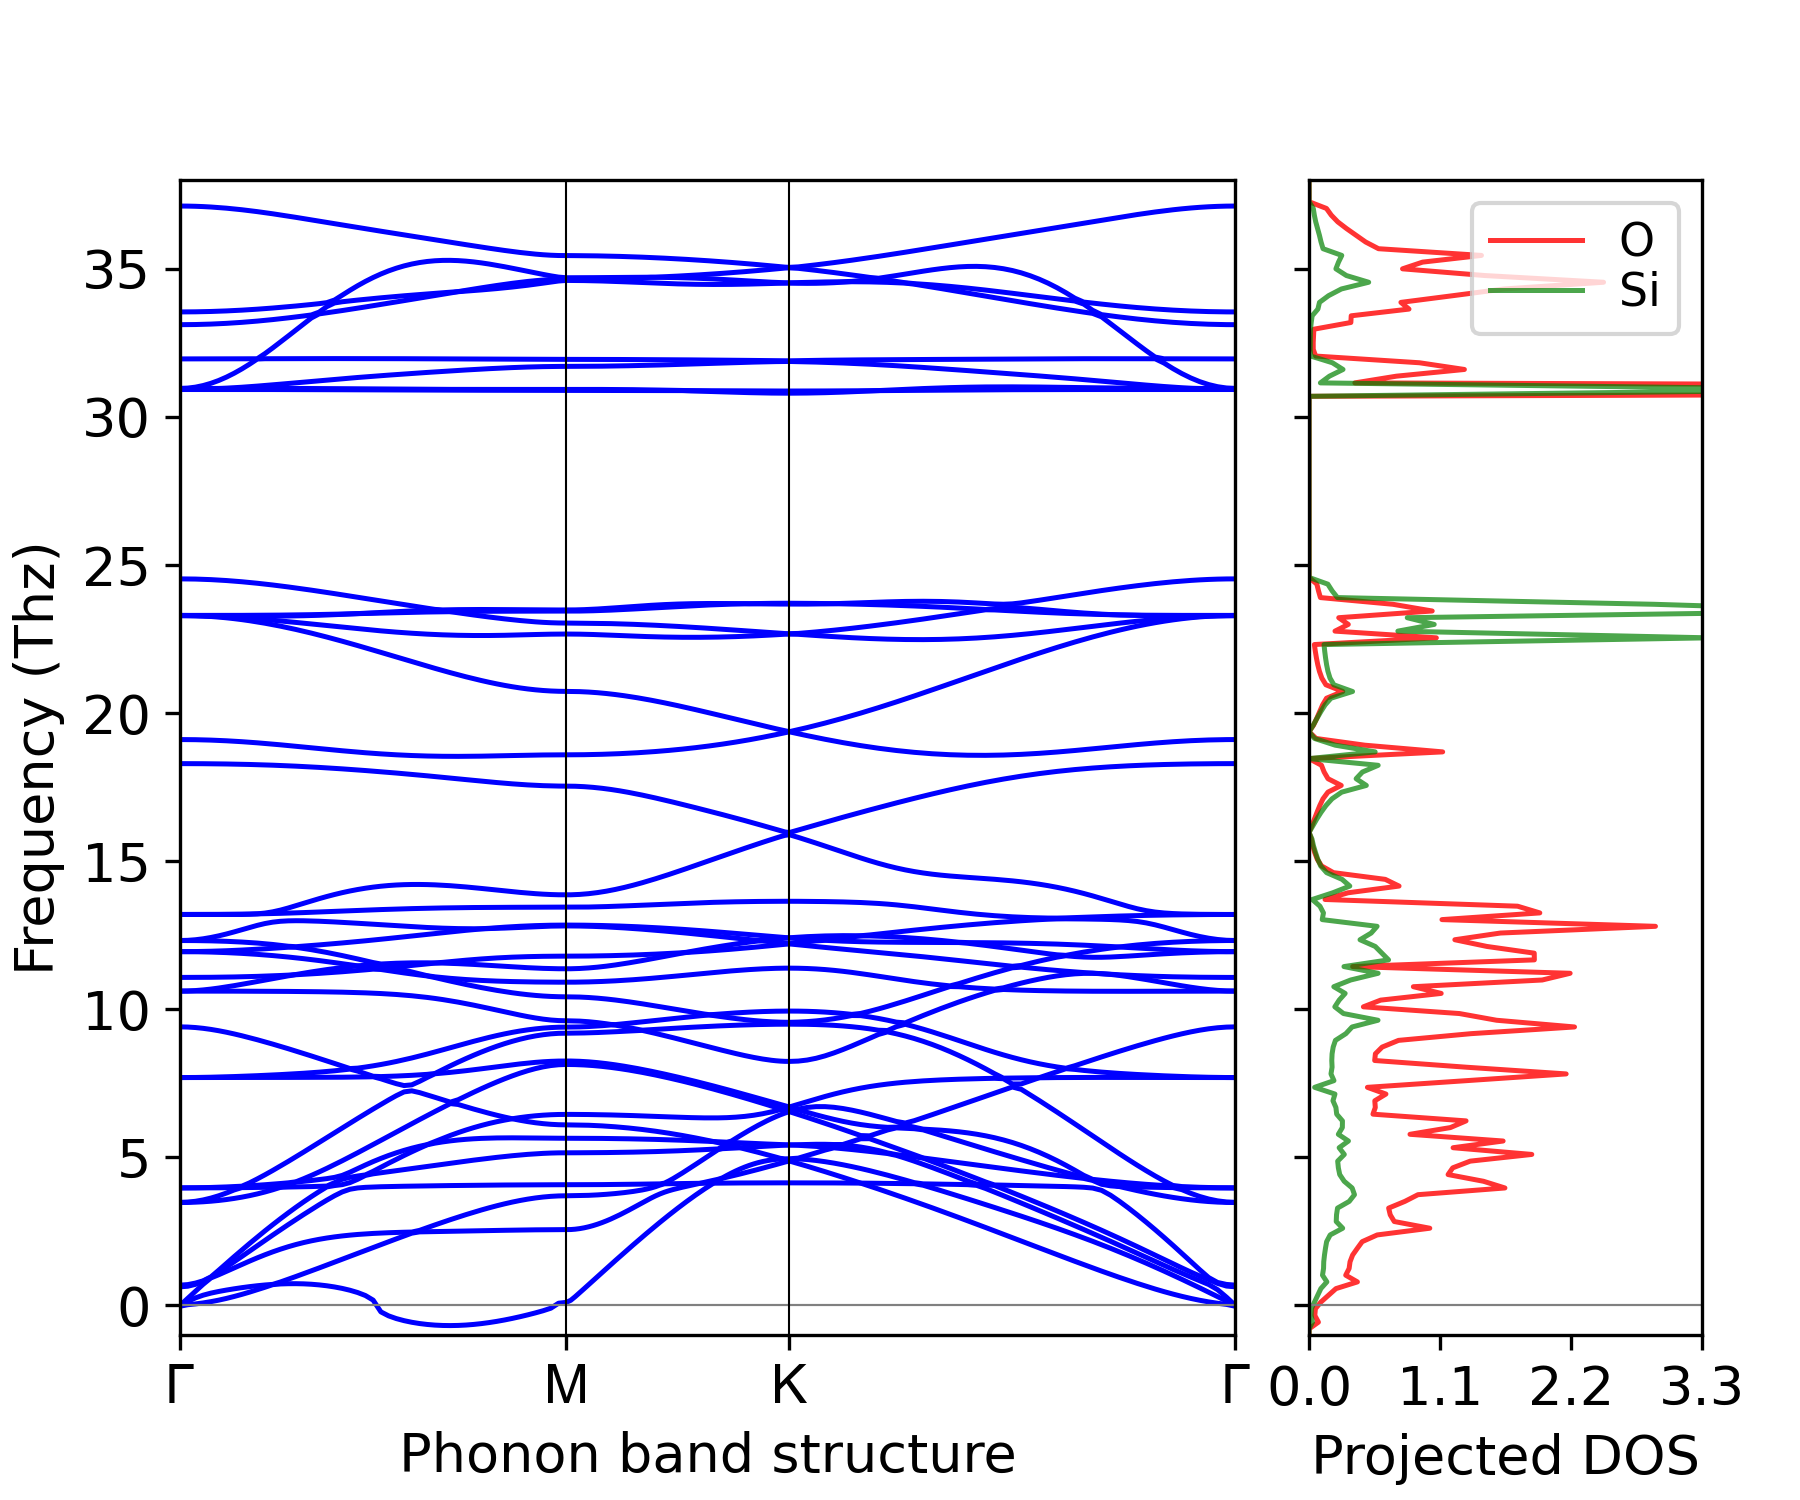 35
30
25
20
15
10
5
0
Frequency (Thz)
Γ M K Γ
Phonon band structure
O
Si
0.0 1.1 2.2 3.3
Projected DOS